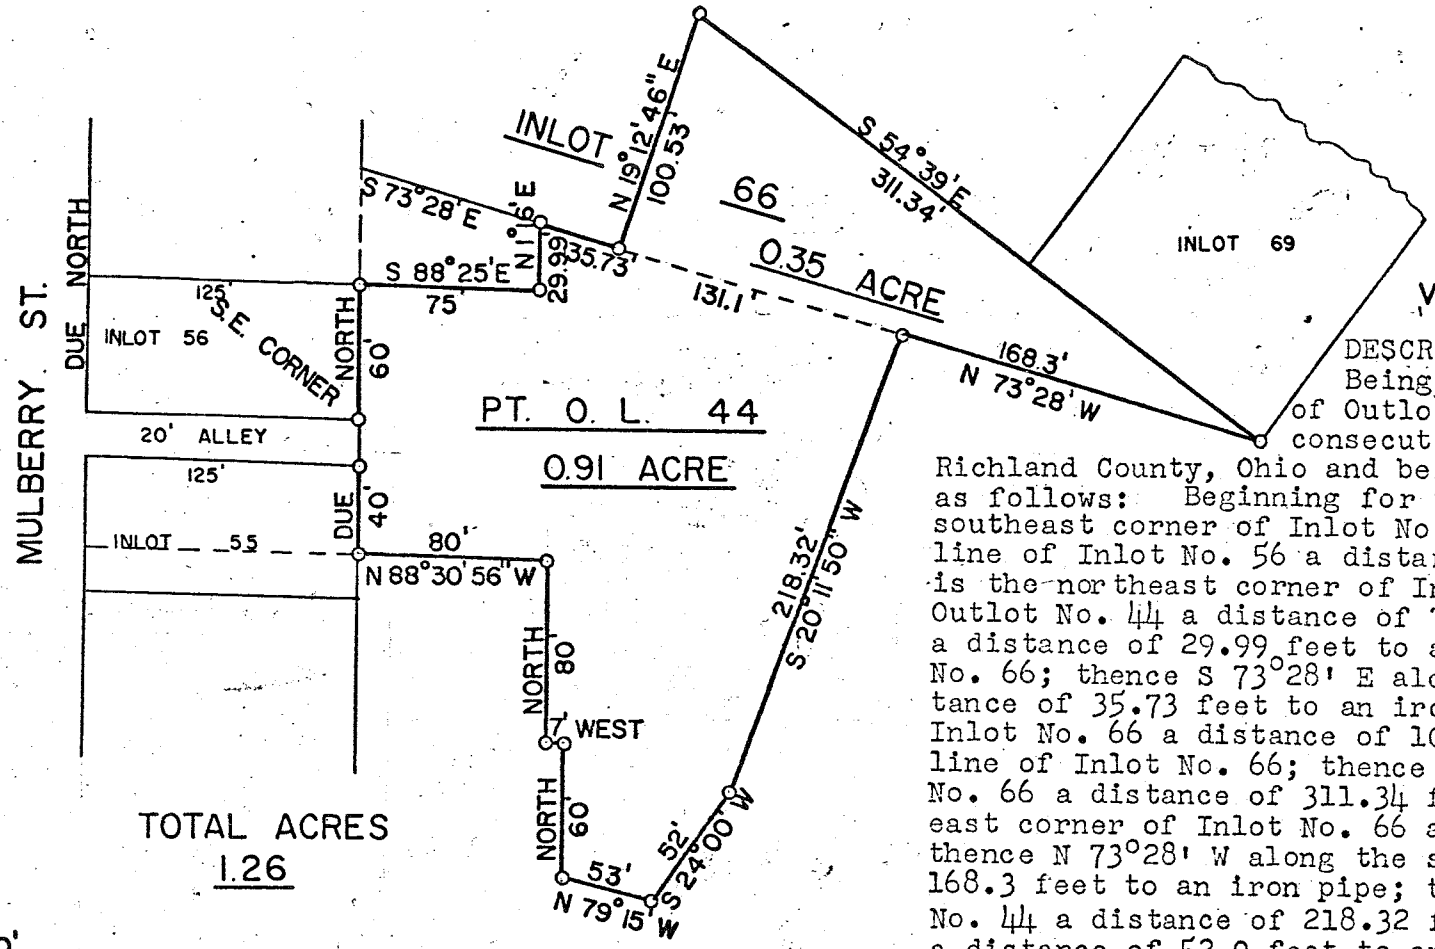 INLOT
N 19°12'46" E
100.53'
S 54°39'E
311.34'
66
0.35 ACRE
INLOT 69
S 73°28'E
N 1°16'E
29.99'
35.73'
131.1'
168.3'
N 73°28' W
MULBERRY ST.
DUE NORTH
125'
INLOT 56
S.E. CORNER
NORTH
60'
S 88°25'E
75'
20' ALLEY
125'
INLOT 55
DUE
40'
80'
N 88°30'56" W
PT. O. L. 44
0.91 ACRE
218.32'
S 20°11'50" W
NORTH
80'
7' WEST
NORTH
60'
53'
N 79°15' W
52'
S 24°00' W
TOTAL ACRES
1.26
DESCR
Being
of Outlo
consecut
Richland County, Ohio and be
as follows: Beginning for
southeast corner of Inlot No
line of Inlot No. 56 a distan
is the northeast corner of In
Outlot No. 44 a distance of
a distance of 29.99 feet to a
No. 66; thence S 73°28' E alo
tance of 35.73 feet to an iro
Inlot No. 66 a distance of 10
line of Inlot No. 66; thence
No. 66 a distance of 311.34 f
east corner of Inlot No. 66 a
thence N 73°28' W along the s
168.3 feet to an iron pipe; t
No. 44 a distance of 218.32 f
a distance of 52.0 feet to an